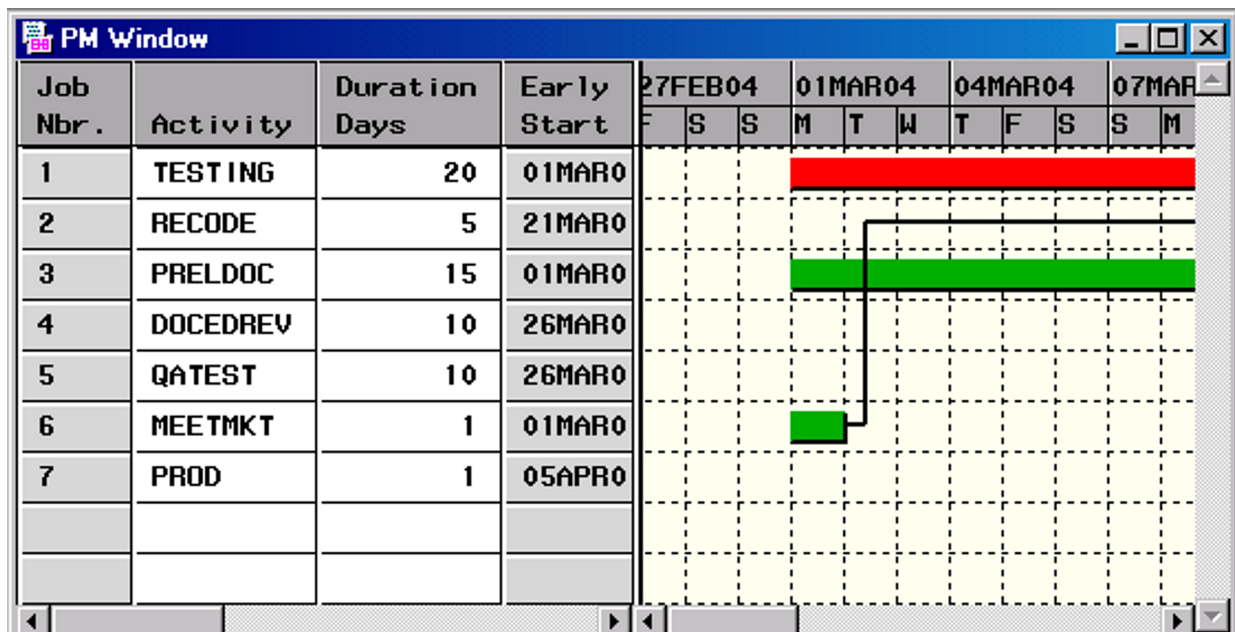 PM Window
Job Nbr. Activity Duration Days Early Start
27FEB04 01MAR04 04MAR04 07MAR
F S S M T W T F S S M
1 TESTING 20 01MAR0
2 RECODE 5 21MAR0
3 PRELDOC 15 01MAR0
4 DOCEDREV 10 26MAR0
5 QATEST 10 26MAR0
6 MEETMKT 1 01MAR0
7 PROD 1 05APR0